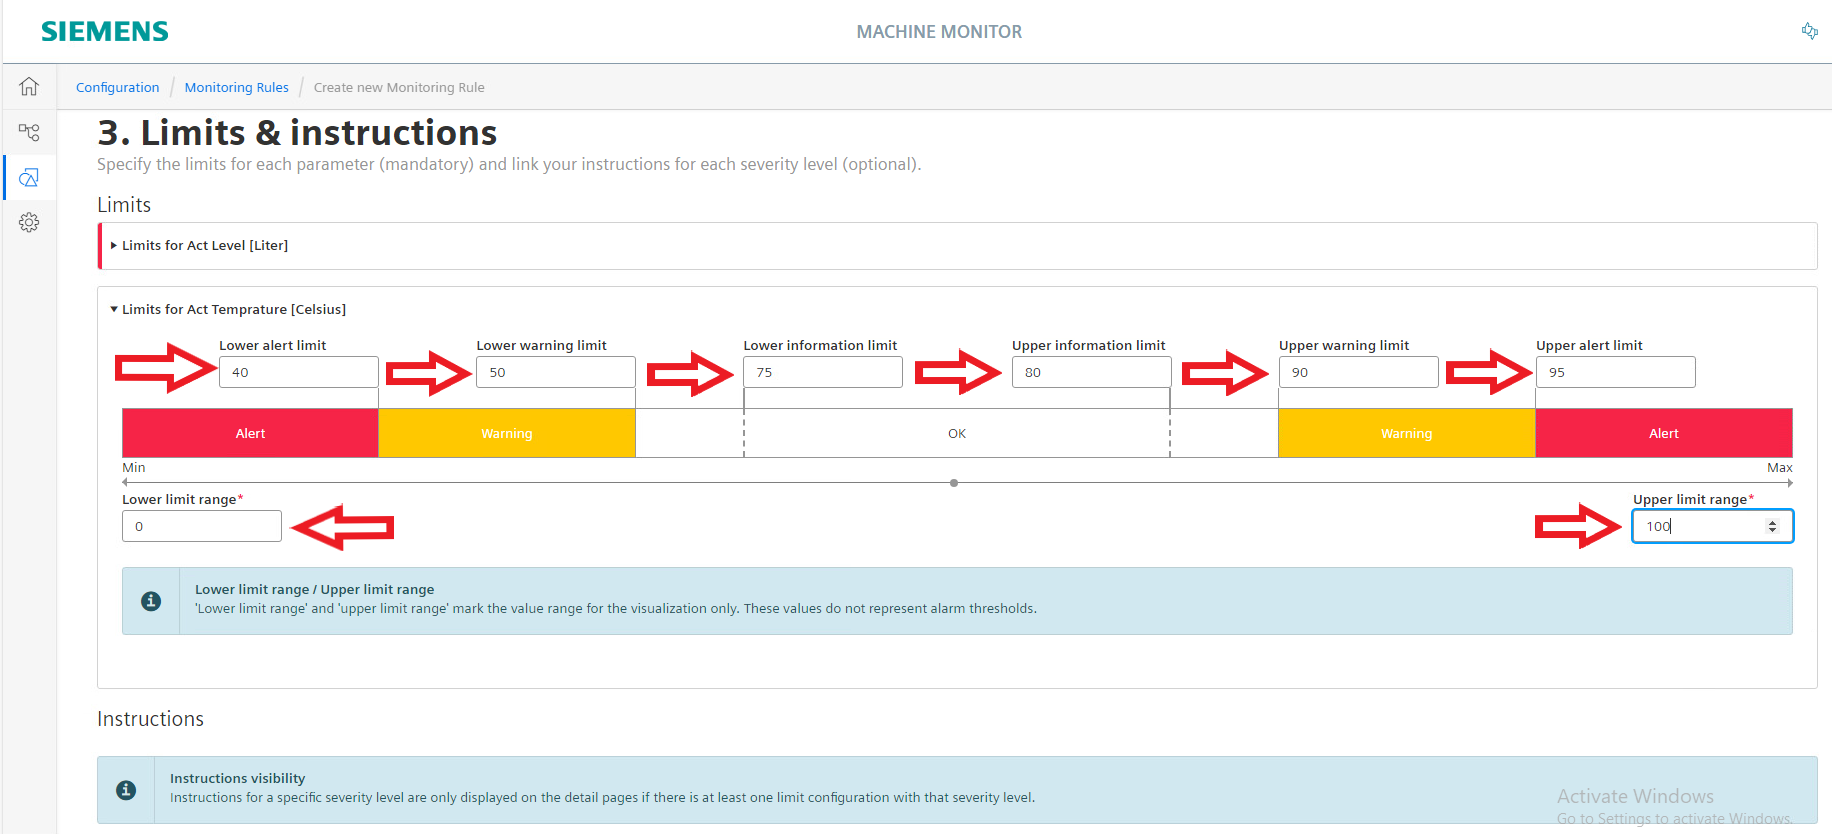 SIEMENS
MACHINE MONITOR
Configuration / Monitoring Rules / Create new Monitoring Rule
3. Limits & instructions
Specify the limits for each parameter (mandatory) and link your instructions for each severity level (optional).
Limits
Limits for Act Level [Liter]
Limits for Act Temprature [Celsius]
Lower alert limit Lower warning limit Lower information limit Upper information limit Upper warning limit Upper alert limit
40 50 75 80 90 95
Alert Warning OK Warning Alert
Min Max
Lower limit range* Upper limit range*
0 100
Lower limit range / Upper limit range
'Lower limit range' and 'upper limit range' mark the value range for the visualization only. These values do not represent alarm thresholds.
Instructions
Instructions visibility
Instructions for a specific severity level are only displayed on the detail pages if there is at least one limit configuration with that severity level.
Activate Windows
Go to Settings to activate Windows.